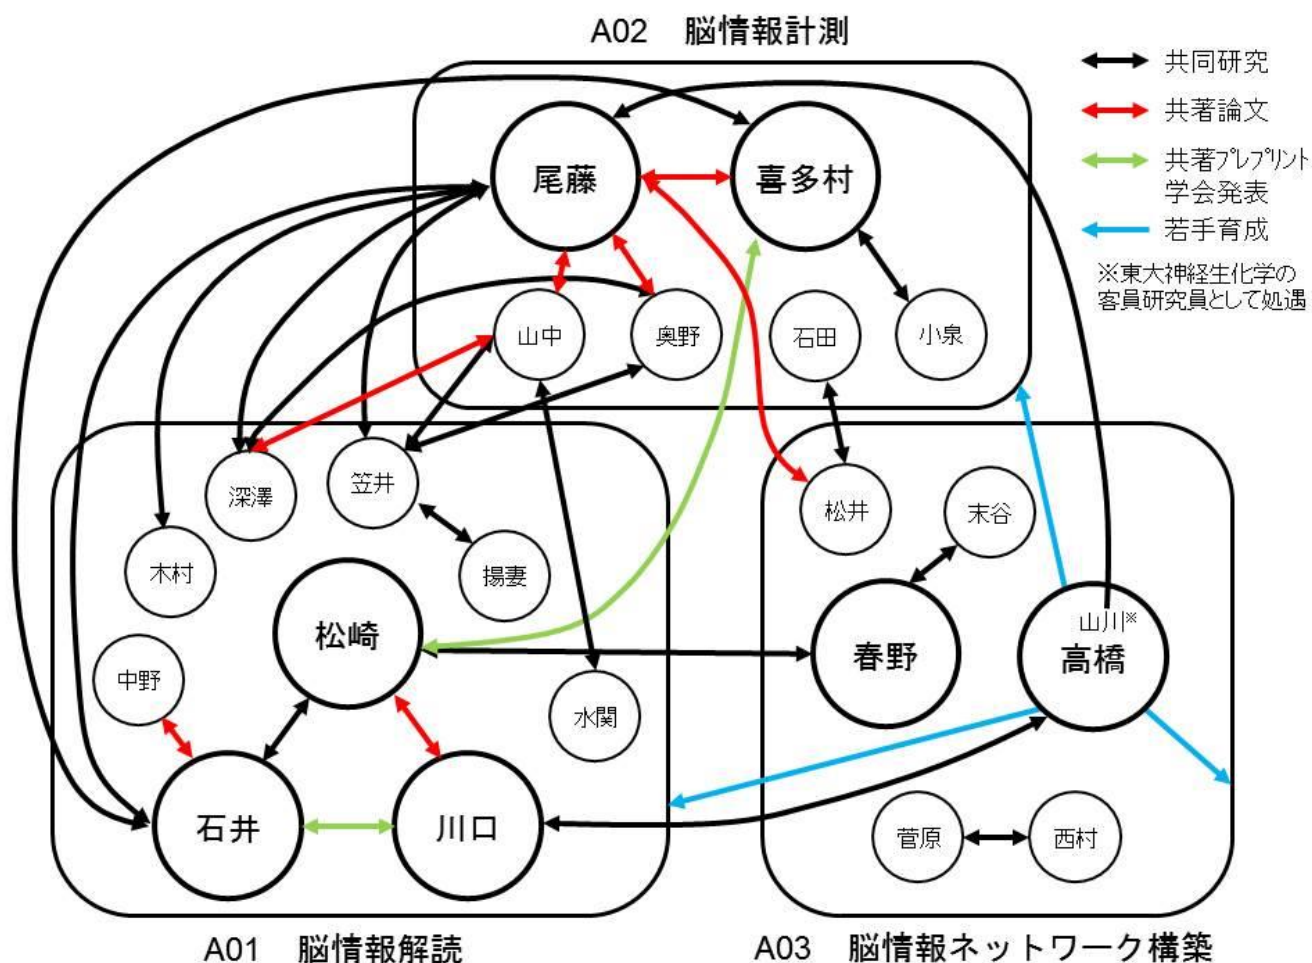 A02　脳情報計測
共同研究
共著論文
共著ﾌﾟﾚﾌﾟﾘﾝﾄ
学会発表
若手育成
※東大神経生化学の
客員研究員として処遇
尾藤
喜多村
山中
奥野
石田
小泉
深澤
笠井
木村
揚妻
松崎
中野
水関
石井
川口
松井
末谷
春野
山川※
高橋
菅原
西村
A01　脳情報解読
A03　脳情報ネットワーク構築